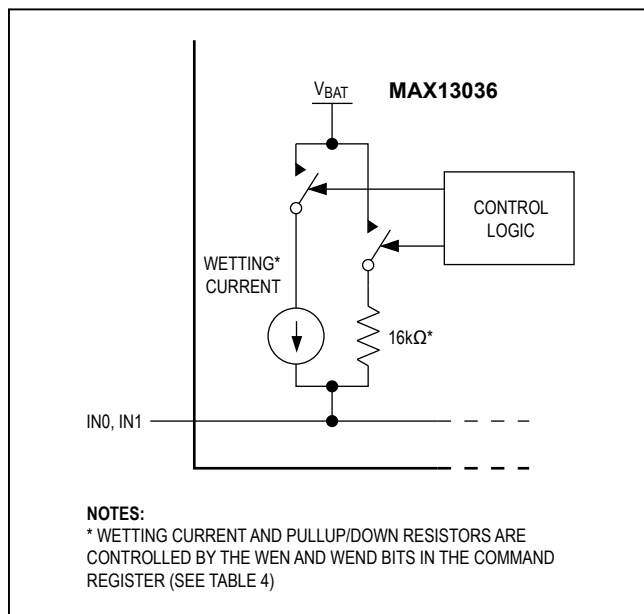 VBAT
MAX13036
CONTROL
LOGIC
WETTING*
CURRENT
16kΩ*
IN0, IN1
NOTES:
* WETTING CURRENT AND PULLUP/DOWN RESISTORS ARE
CONTROLLED BY THE WEN AND WEND BITS IN THE COMMAND
REGISTER (SEE TABLE 4)